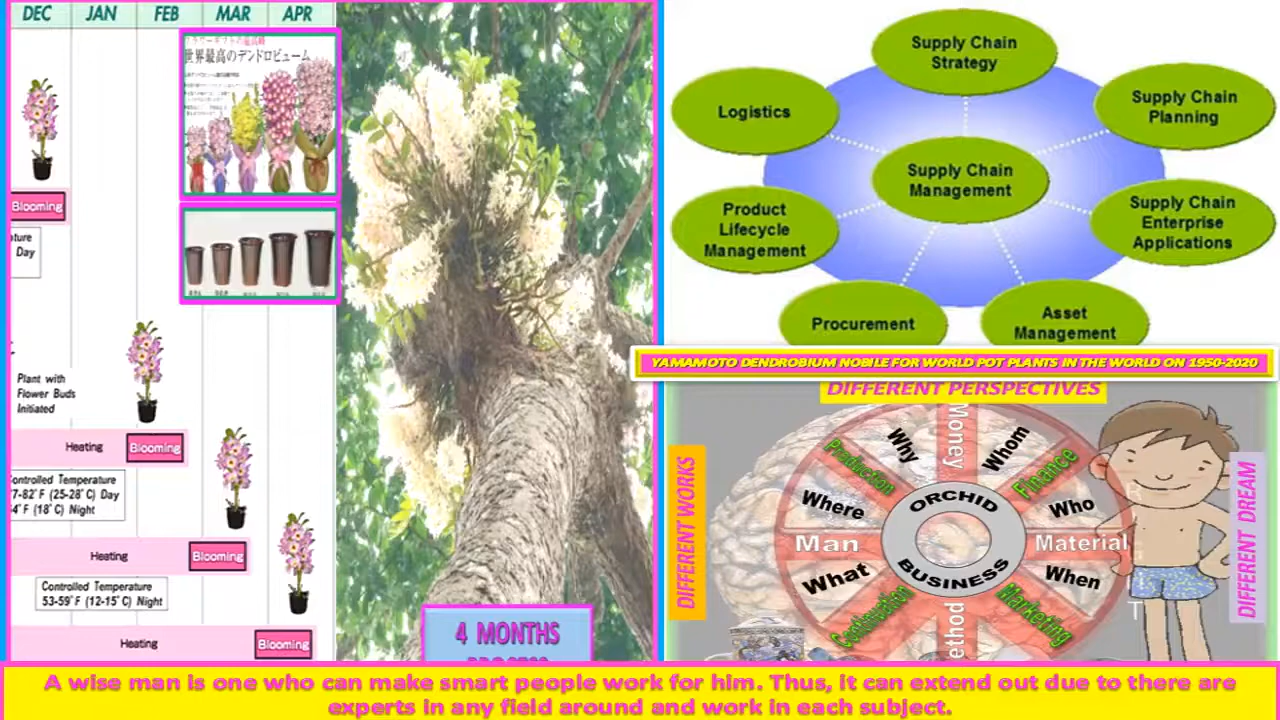 DEC JAN FEB MAR APR
世界最高のデンドロビューム
Blooming
Day
Plant with
Flower Buds
Initiated
Heating Blooming
ontrolled Temperature
7-82°F (25-28°C) Day
4°F (18°C) Night
Heating Blooming
Controlled Temperature
53-59°F (12-15°C) Night
Heating Blooming
4 MONTHS
Supply Chain
Strategy
Logistics
Supply Chain
Planning
Supply Chain
Management
Product
Lifecycle
Management
Supply Chain
Enterprise
Applications
Procurement
Asset
Management
YAMAMOTO DENDROBIUM NOBILE FOR WORLD POT PLANTS IN THE WORLD ON 1950-2020
DIFFERENT PERSPECTIVES
DIFFERENT WORKS
DIFFERENT DREAM
Money
Why
Whom
Production
Finance
Where
Who
Man
Material
What
When
Marketing
ethod
ORCHID
BUSINESS
T
A wise man is one who can make smart people work for him. Thus, it can extend out due to there are
experts in any field around and work in each subject.